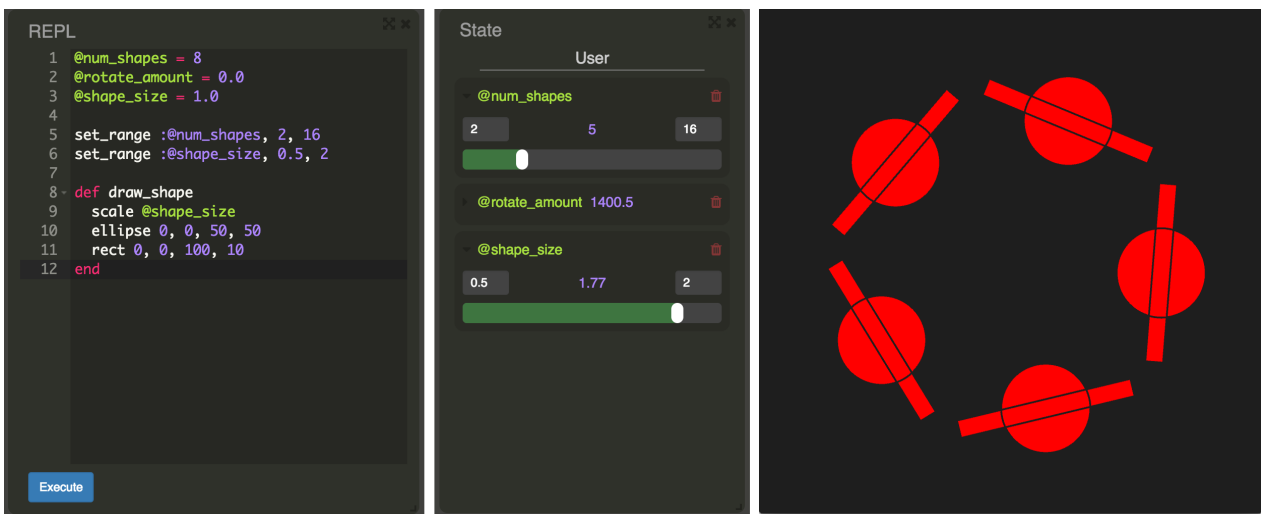 REPL
1 @num_shapes = 8
2 @rotate_amount = 0.0
3 @shape_size = 1.0
4
5 set_range :@num_shapes, 2, 16
6 set_range :@shape_size, 0.5, 2
7
8 def draw_shape
9   scale @shape_size
10   ellipse 0, 0, 50, 50
11   rect 0, 0, 100, 10
12 end
Execute
State
User
@num_shapes
2 5 16
@rotate_amount 1400.5
@shape_size
0.5 1.77 2